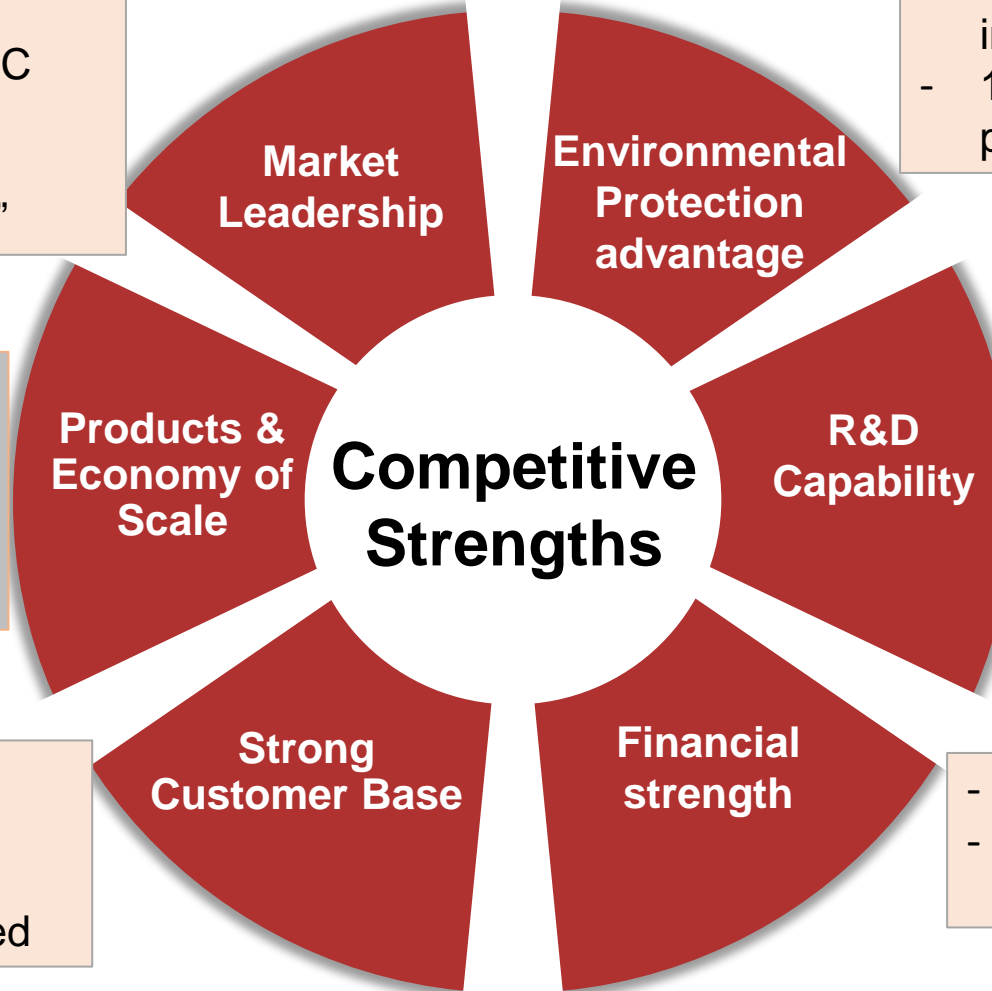 C
”
-
Market
Leadership
Environmental
Protection
advantage
Products &
Economy of
Scale
Competitive
Strengths
R&D
Capability
Strong
Customer Base
Financial
strength
-
-